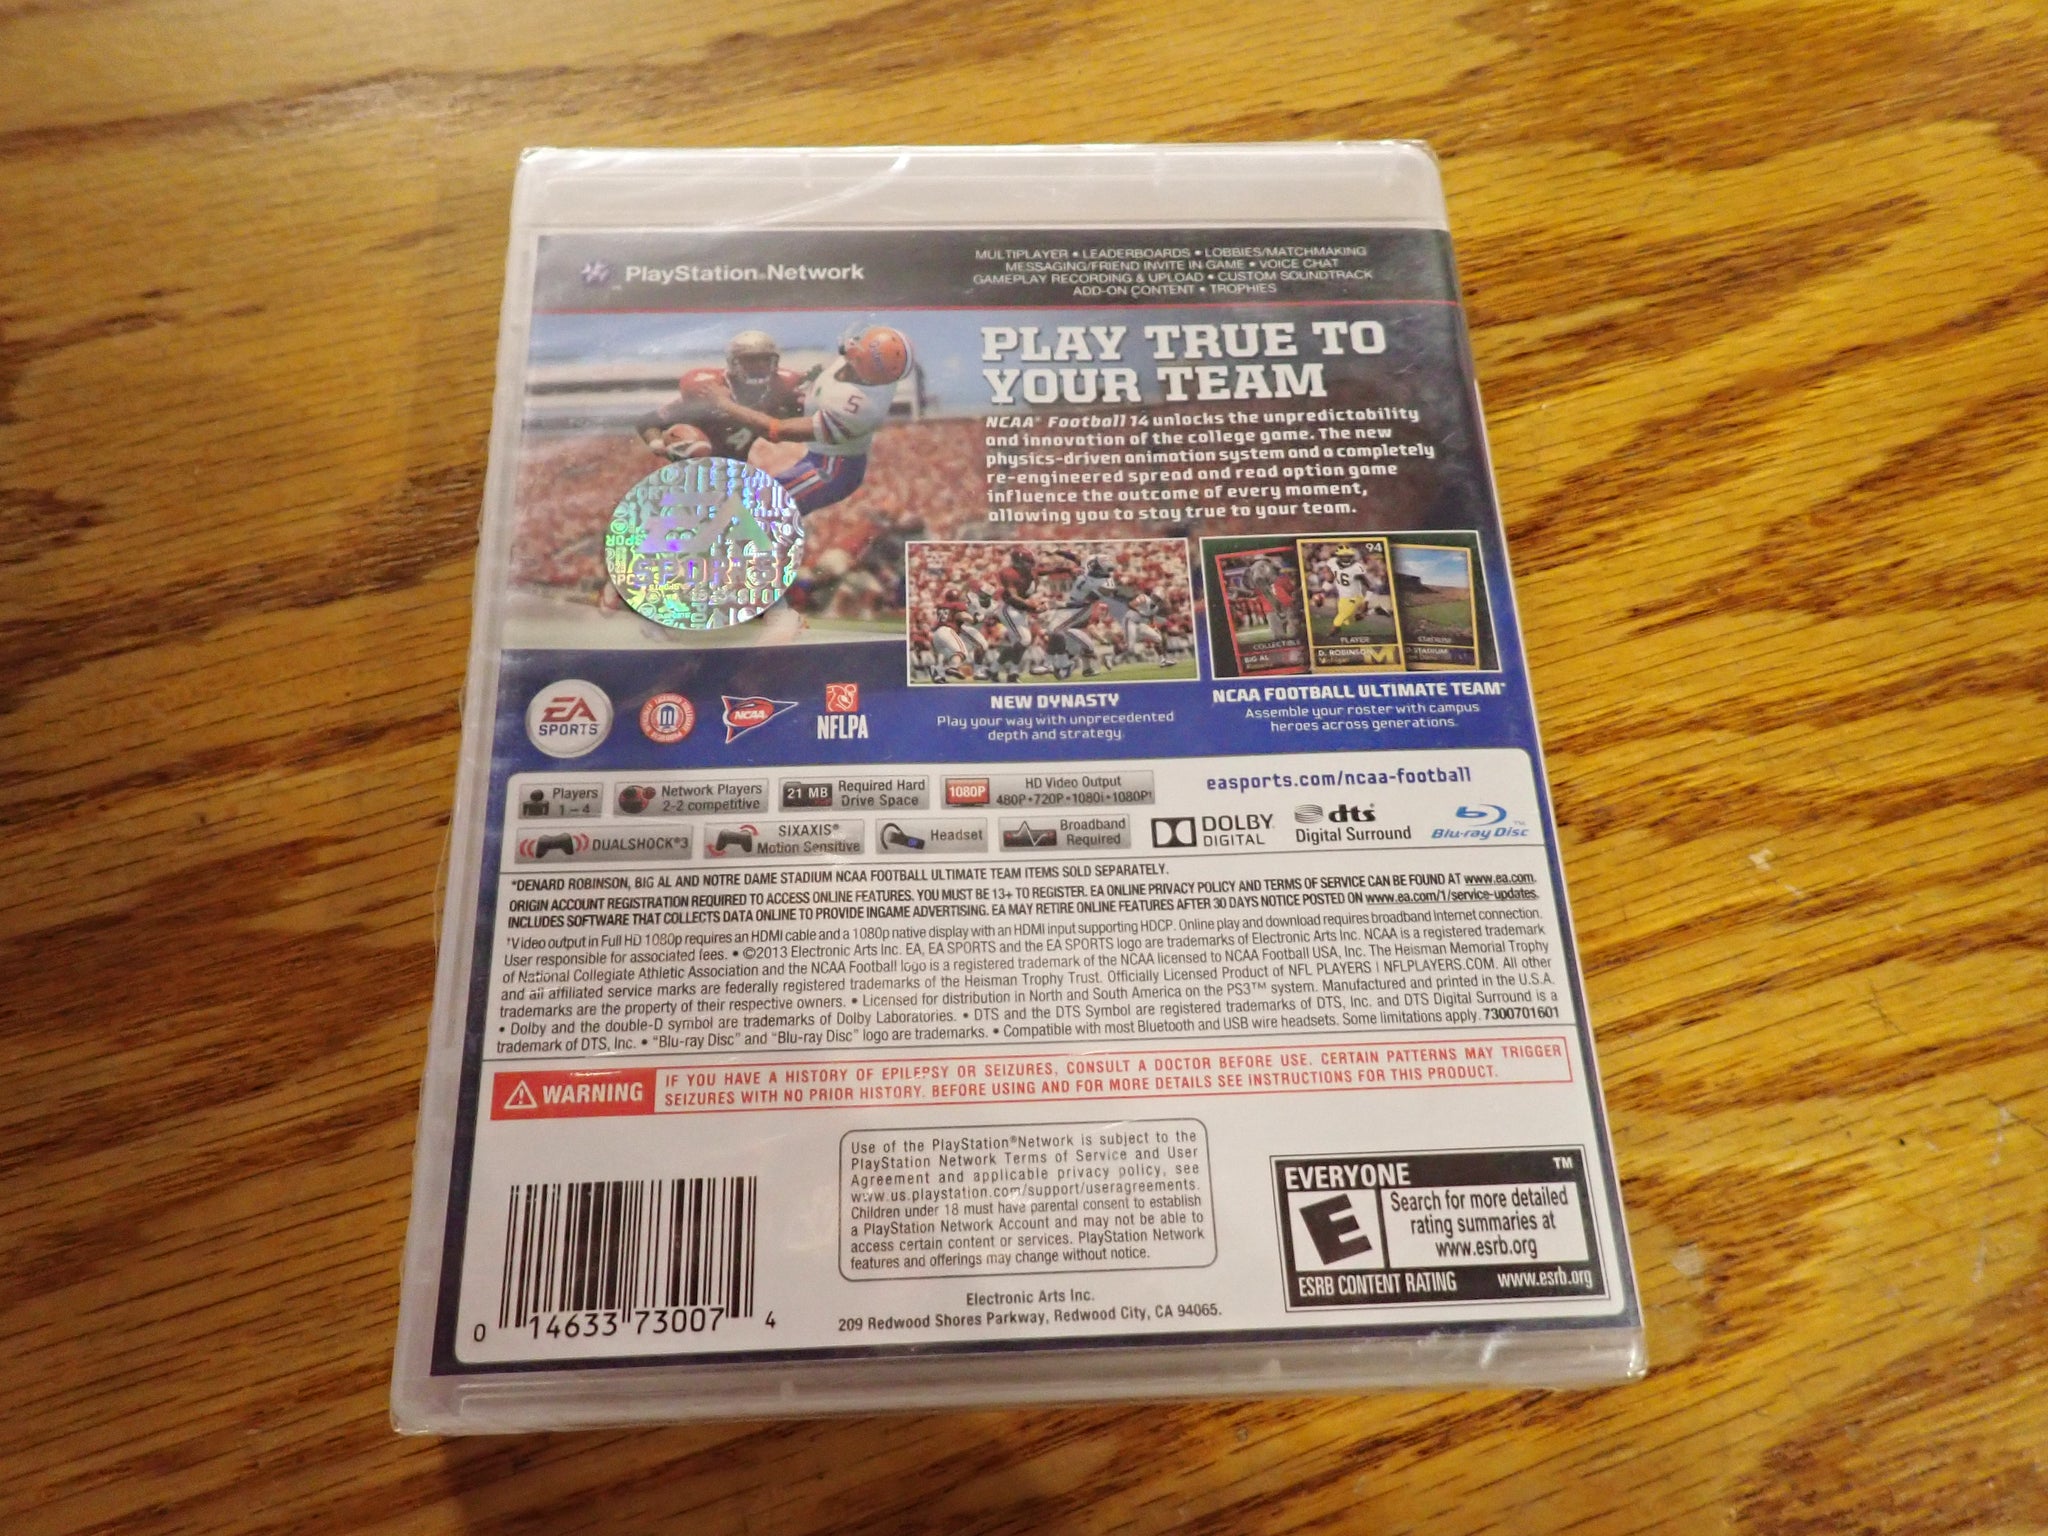 PlayStation®Network
MULTIPLAYER • LEADERBOARDS • LOBBIES/MATCHMAKING
MESSAGING/FRIEND INVITE IN-GAME • VOICE CHAT
GAMEPLAY RECORDING & UPLOAD • CUSTOM SOUNDTRACK
ADD-ON CONTENT • TROPHIES
PLAY TRUE TO
YOUR TEAM
NCAA® Football 14 unlocks the unpredictability
and innovation of the college game. The new
physics-driven animation system and a completely
re-engineered spread and read option game
influence the outcome of every moment,
allowing you to stay true to your team.
5
94
16
COLLECTIBLE
BIG AL
PLAYER
D. ROBINSON
Michigan
STADIUM
D STADIUM
NEW DYNASTY
Play your way with unprecedented
depth and strategy.
NCAA FOOTBALL ULTIMATE TEAM*
Assemble your roster with campus
heroes across generations.
EA
SPORTS™
NCAA
NFLPA
Players
1 – 4
Network Players
2-2 competitive
21 MB
Required Hard
Drive Space
1080P
HD Video Output
480P•720P•1080i•1080P†
easports.com/ncaa-football
DUALSHOCK®3
SIXAXIS®
Motion Sensitive
Headset
Broadband
Required
DOLBY
DIGITAL
dts
Digital Surround
Blu-ray Disc™
*DENARD ROBINSON, BIG AL AND NOTRE DAME STADIUM NCAA FOOTBALL ULTIMATE TEAM ITEMS SOLD SEPARATELY.
ORIGIN ACCOUNT REGISTRATION REQUIRED TO ACCESS ONLINE FEATURES. YOU MUST BE 13+ TO REGISTER. EA ONLINE PRIVACY POLICY AND TERMS OF SERVICE CAN BE FOUND AT www.ea.com.
INCLUDES SOFTWARE THAT COLLECTS DATA ONLINE TO PROVIDE INGAME ADVERTISING. EA MAY RETIRE ONLINE FEATURES AFTER 30 DAYS NOTICE POSTED ON www.ea.com/1/service-updates.
†Video output in Full HD 1080p requires an HDMI cable and a 1080p native display with an HDMI input supporting HDCP. Online play and download requires broadband Internet connection.
User responsible for associated fees. • ©2013 Electronic Arts Inc. EA, EA SPORTS and the EA SPORTS logo are trademarks of Electronic Arts Inc. NCAA is a registered trademark
of National Collegiate Athletic Association and the NCAA Football logo is a registered trademark of the NCAA licensed to NCAA Football USA, Inc. The Heisman Memorial Trophy
and all affiliated service marks are federally registered trademarks of the Heisman Trophy Trust. Officially Licensed Product of NFL PLAYERS | NFLPLAYERS.COM. All other
trademarks are the property of their respective owners. • Licensed for distribution in North and South America on the PS3™ system. Manufactured and printed in the U.S.A.
• Dolby and the double-D symbol are trademarks of Dolby Laboratories. • DTS and the DTS Symbol are registered trademarks of DTS, Inc. and DTS Digital Surround is a
trademark of DTS, Inc. • "Blu-ray Disc" and "Blu-ray Disc" logo are trademarks. • Compatible with most Bluetooth and USB wire headsets. Some limitations apply. 7300701601
WARNING
IF YOU HAVE A HISTORY OF EPILEPSY OR SEIZURES, CONSULT A DOCTOR BEFORE USE. CERTAIN PATTERNS MAY TRIGGER
SEIZURES WITH NO PRIOR HISTORY. BEFORE USING AND FOR MORE DETAILS SEE INSTRUCTIONS FOR THIS PRODUCT.
Use of the PlayStation®Network is subject to the
PlayStation Network Terms of Service and User
Agreement and applicable privacy policy, see
www.us.playstation.com/support/useragreements.
Children under 18 must have parental consent to establish
a PlayStation Network Account and may not be able to
access certain content or services. PlayStation Network
features and offerings may change without notice.
Electronic Arts Inc.
209 Redwood Shores Parkway, Redwood City, CA 94065.
0 14633 73007 4
EVERYONE ™
E
Search for more detailed
rating summaries at
www.esrb.org
ESRB CONTENT RATING www.esrb.org